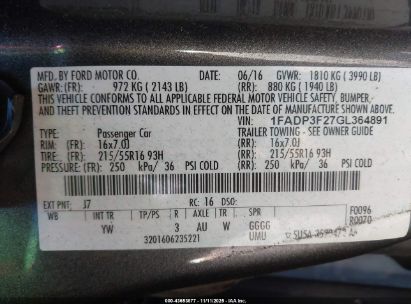 MFD. BY FORD MOTOR CO. DATE: 06/16 GVWR: 1810 KG ( 3990 LB)
GAWR: (FR): 972 KG ( 2143 LB) (RR): 880 KG ( 1940 LB)
THIS VEHICLE CONFORMS TO ALL APPLICABLE FEDERAL MOTOR VEHICLE SAFETY, BUMPER,
AND THEFT PREVENTION STANDARDS IN EFFECT ON THE DATE OF MANUFACTURE SHOWN ABOVE.
VIN: 1FADP3F27GL364891
TYPE: Passenger Car TRAILER TOWING - SEE OWNER GUIDE
RIM: (FR): 16x7.0J (RR): 16x7.0J
TIRE: (FR): 215/55R16 93H (RR): 215/55R16 93H
PRESSURE: (FR): 250 kPa/ 36 PSI COLD (RR): 250 kPa/ 36 PSI COLD
EXT PNT: J7 RC: 16 DSO: F0096
WB INT TR TP/PS R AXLE TR SPR R0070
YW 3 AU W GGGG
3201606235221 UMU
#43693677 - 11/11/2025 - IAAI.COM